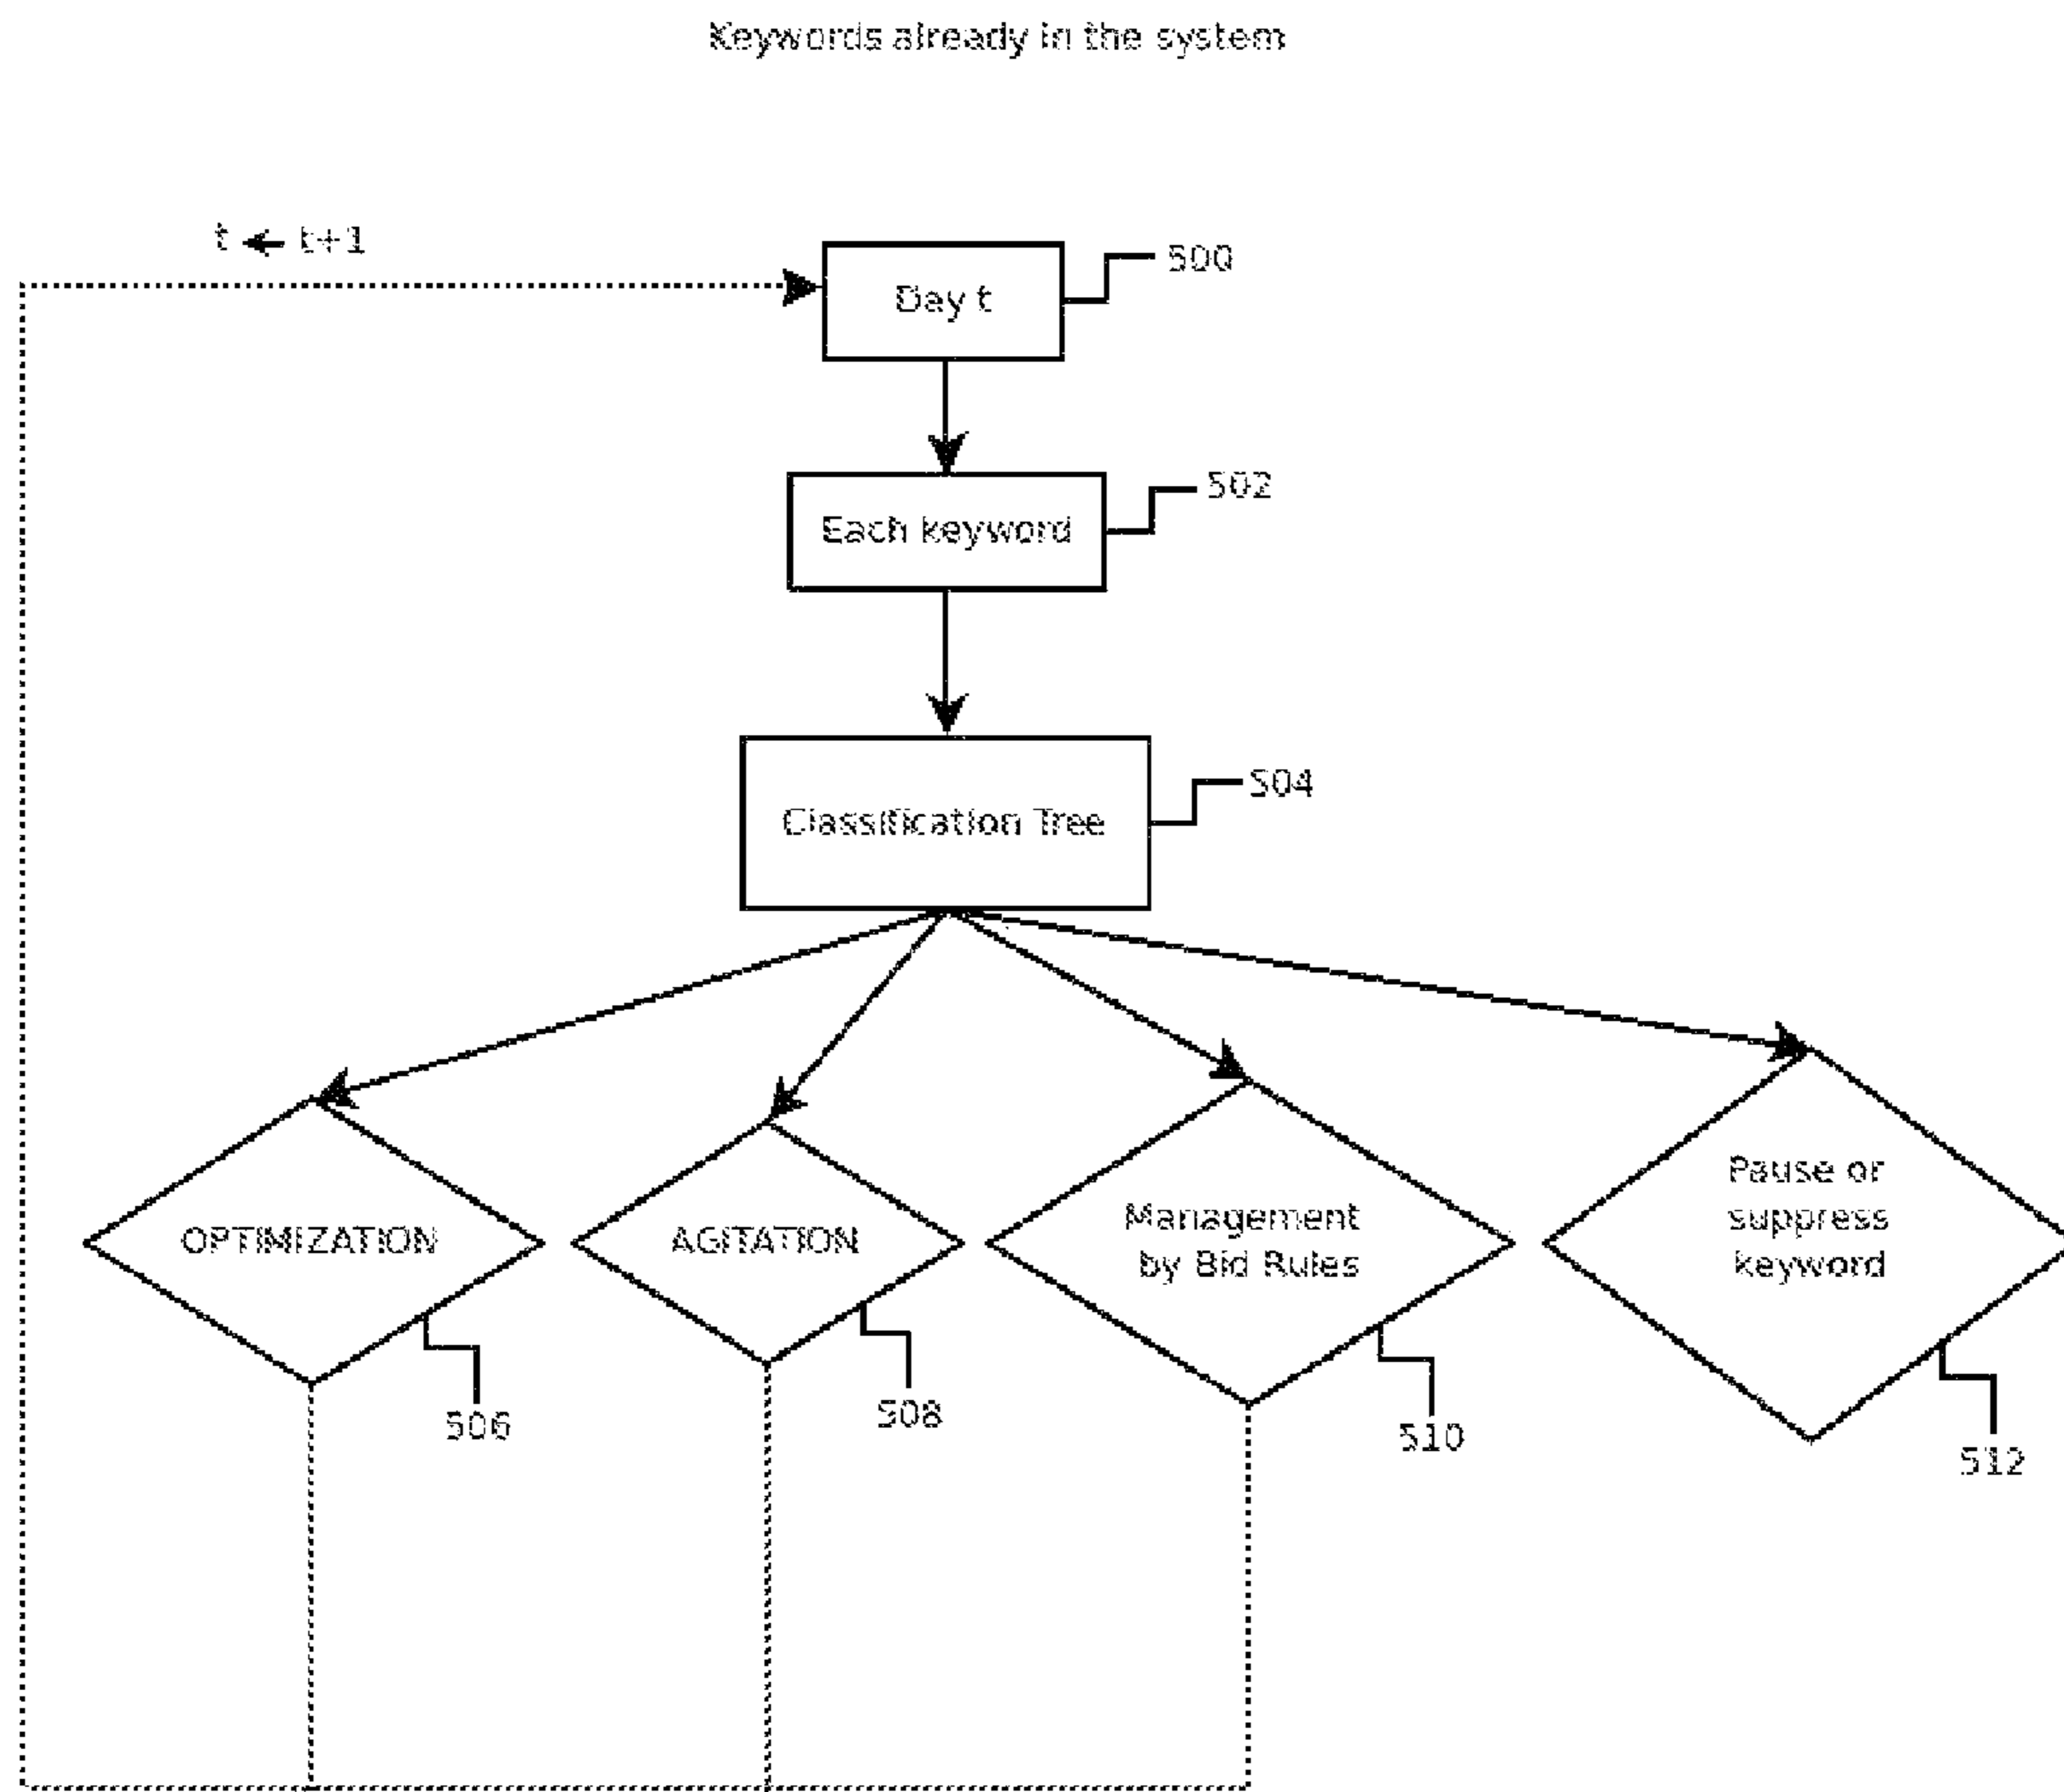 Keywords already in the system
t ← t+1
500
Day t
502
Each keyword
504
Classification Tree
OPTIMIZATION
AGITATION
Management
by Bid Rules
Pause or
suppress
keyword
506
508
510
512